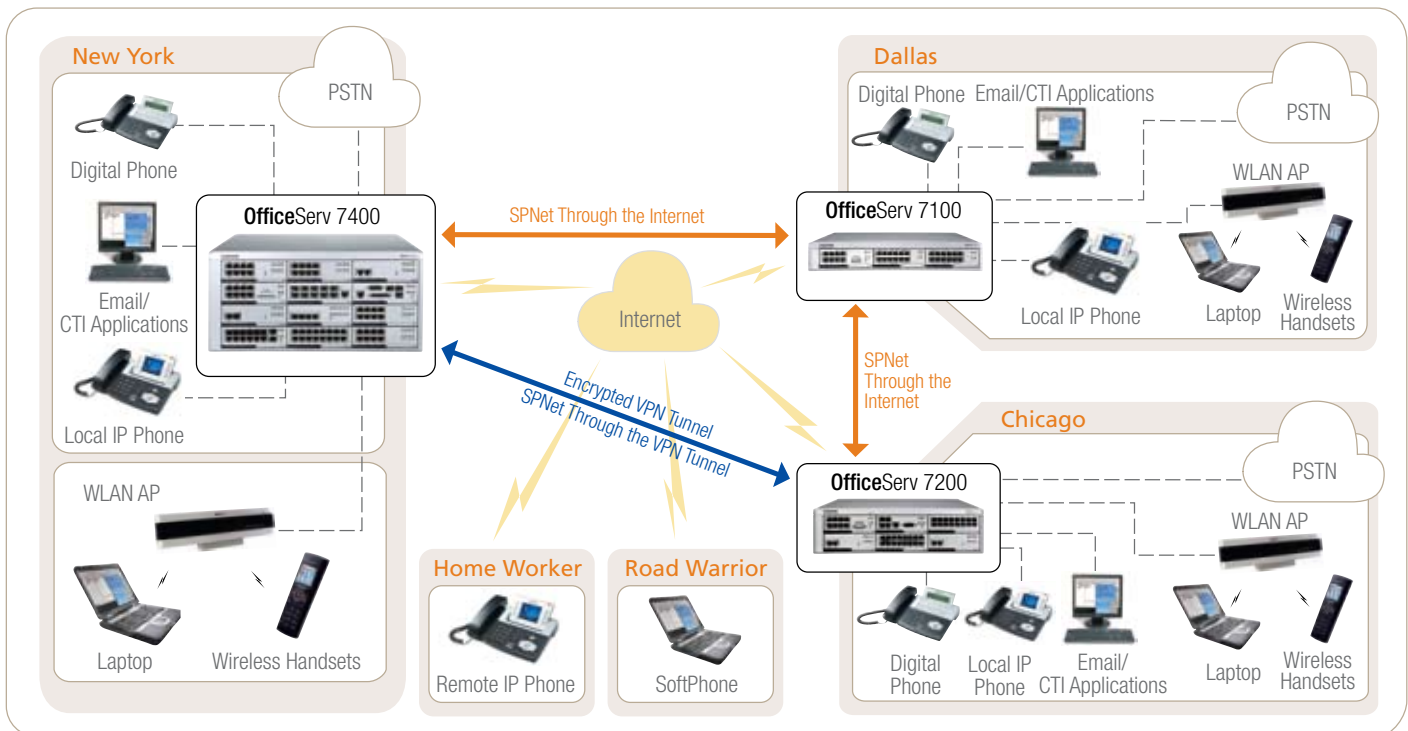 New York
PSTN
Digital Phone
OfficeServ 7400
Email/
CTI Applications
Local IP Phone
WLAN AP
Laptop
Wireless Handsets
SPNet Through the Internet
Internet
Encrypted VPN Tunnel
SPNet Through the VPN Tunnel
SPNet
Through the
Internet
Home Worker
Remote IP Phone
Road Warrior
SoftPhone
Dallas
Digital Phone
Email/CTI Applications
PSTN
OfficeServ 7100
WLAN AP
Local IP Phone
Laptop
Wireless
Handsets
Chicago
PSTN
OfficeServ 7200
WLAN AP
Digital
Phone
Local IP
Phone
Email/
CTI Applications
Laptop
Wireless
Handsets